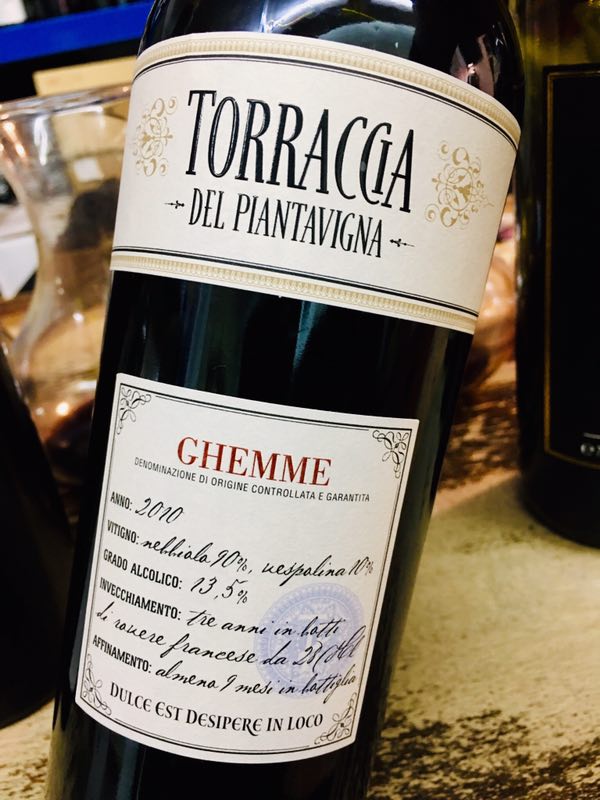 TORRACCIA
DEL PIANTAVIGNA
GHEMME
DENOMINAZIONE DI ORIGINE CONTROLLATA E GARANTITA
ANNO: 2010
VITIGNO: nebbiolo 90%, vespolina 10%
GRADO ALCOLICO: 13,5%
INVECCHIAMENTO: tre anni in botti
di rovere francese da 28 Hl
AFFINAMENTO: almeno 9 mesi in bottiglia
DULCE EST DESIPERE IN LOCO